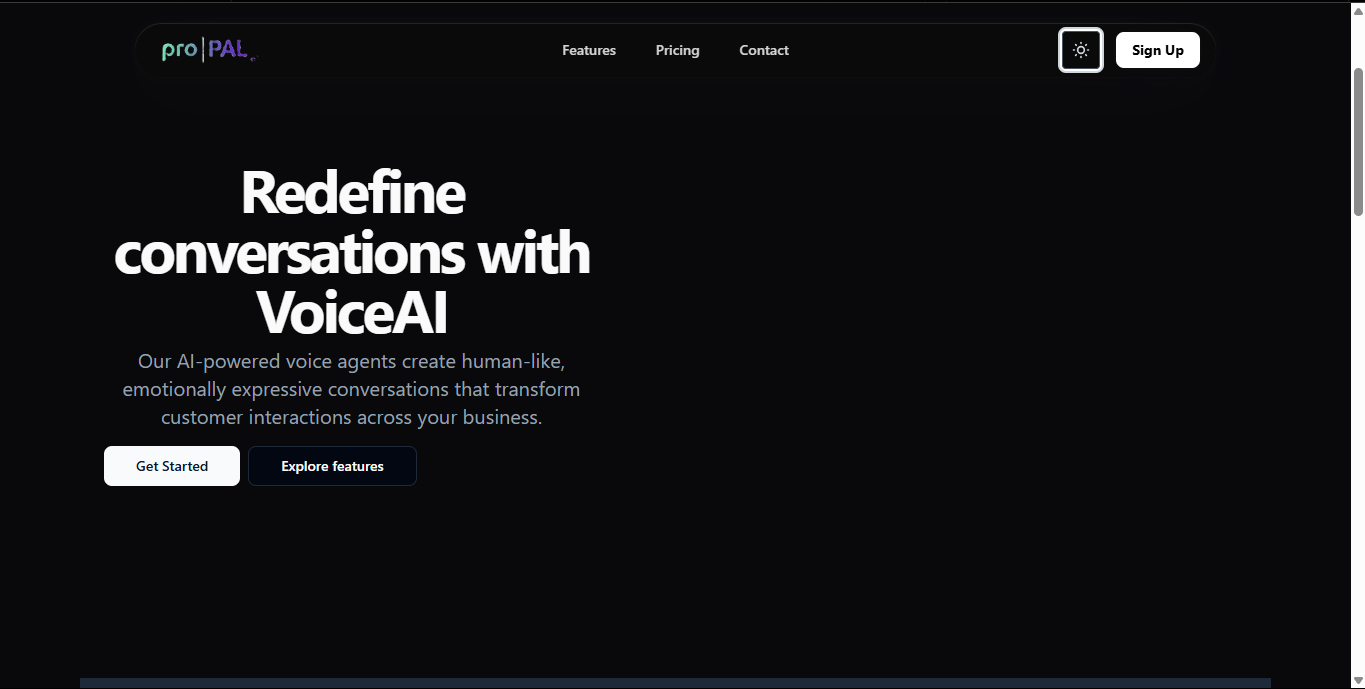 pro|PAL
Features
Pricing
Contact
Sign Up
Redefine
conversations with
VoiceAI
Our AI-powered voice agents create human-like,
emotionally expressive conversations that transform
customer interactions across your business.
Get Started
Explore features